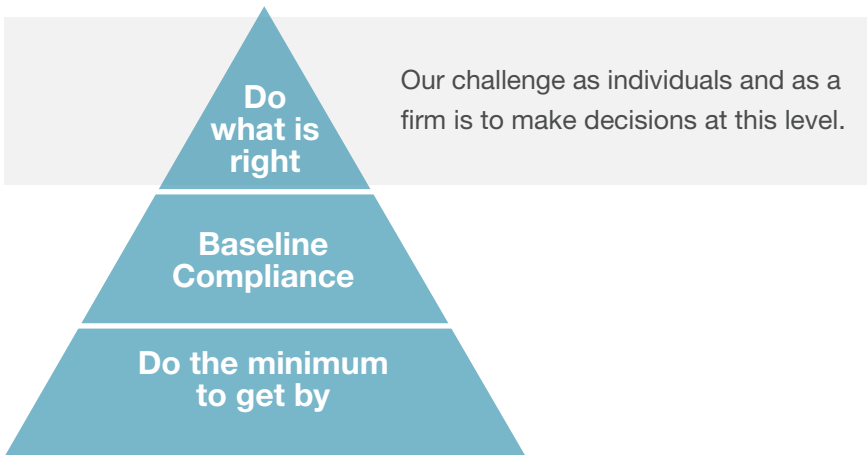 Do
what is
right
Our challenge as individuals and as a
firm is to make decisions at this level.
Baseline
Compliance
Do the minimum
to get by